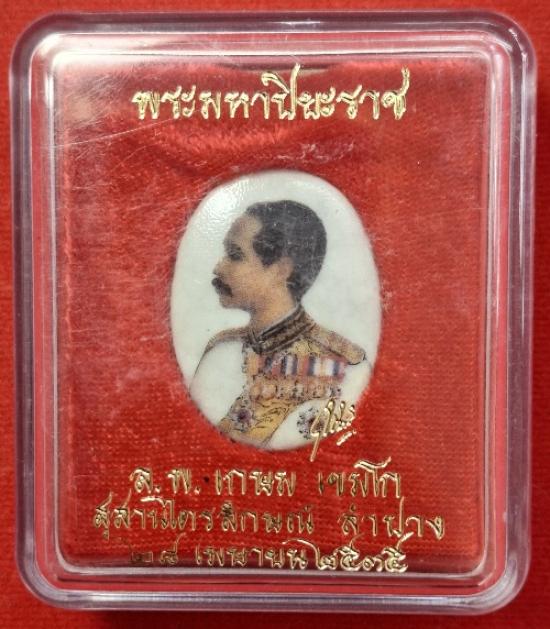 พระมหาปิยะราช
ล.พ. เกษม เขมโก
สุสานไตรลักษณ์ ลำปาง
๒๘ เมษายน ๒๕๓๕